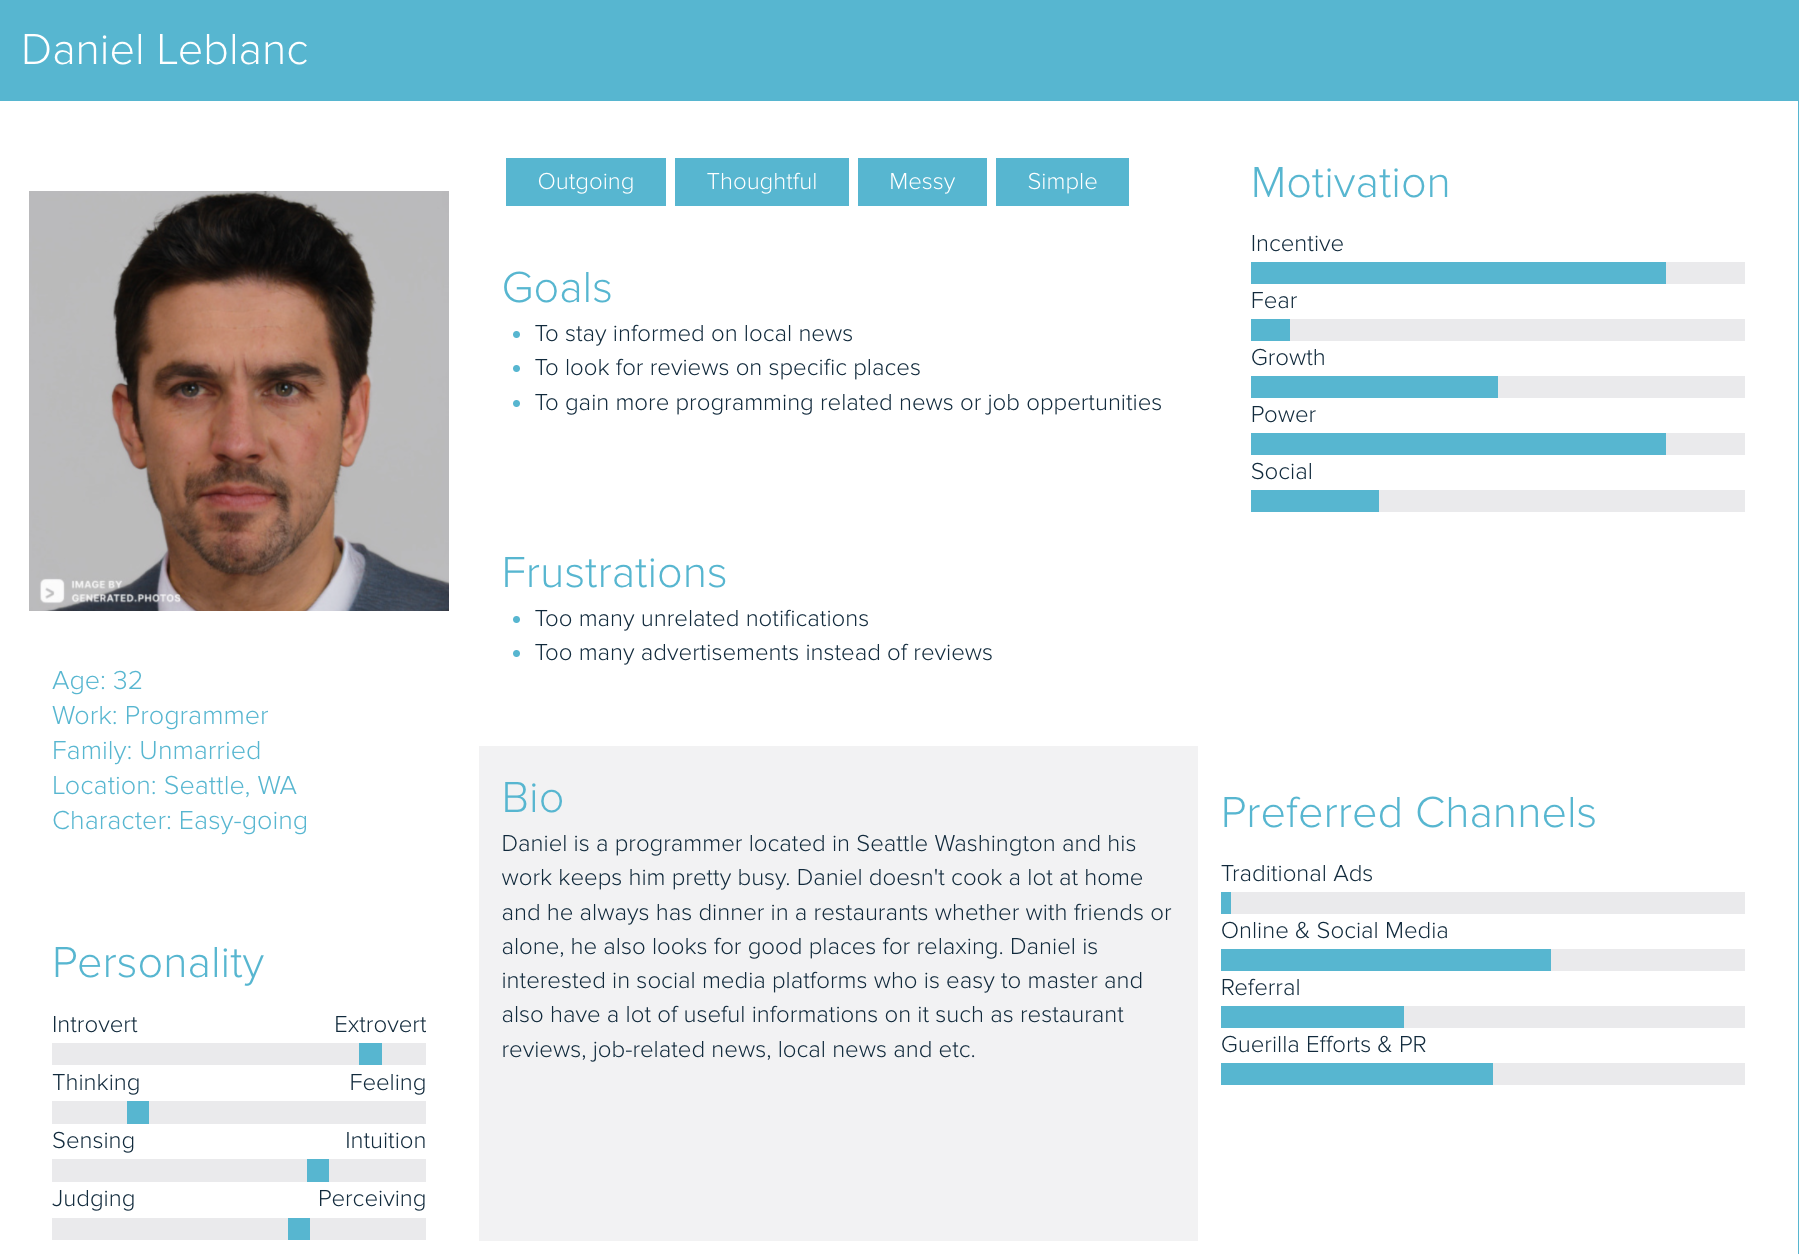 Daniel Leblanc
IMAGE BY
GENERATED.PHOTOS
Age: 32
Work: Programmer
Family: Unmarried
Location: Seattle, WA
Character: Easy-going
Personality
Introvert Extrovert
Thinking Feeling
Sensing Intuition
Judging Perceiving
Outgoing Thoughtful Messy Simple
Goals
To stay informed on local news
To look for reviews on specific places
To gain more programming related news or job oppertunities
Frustrations
Too many unrelated notifications
Too many advertisements instead of reviews
Bio
Daniel is a programmer located in Seattle Washington and his
work keeps him pretty busy. Daniel doesn't cook a lot at home
and he always has dinner in a restaurants whether with friends or
alone, he also looks for good places for relaxing. Daniel is
interested in social media platforms who is easy to master and
also have a lot of useful informations on it such as restaurant
reviews, job-related news, local news and etc.
Motivation
Incentive
Fear
Growth
Power
Social
Preferred Channels
Traditional Ads
Online & Social Media
Referral
Guerilla Efforts & PR